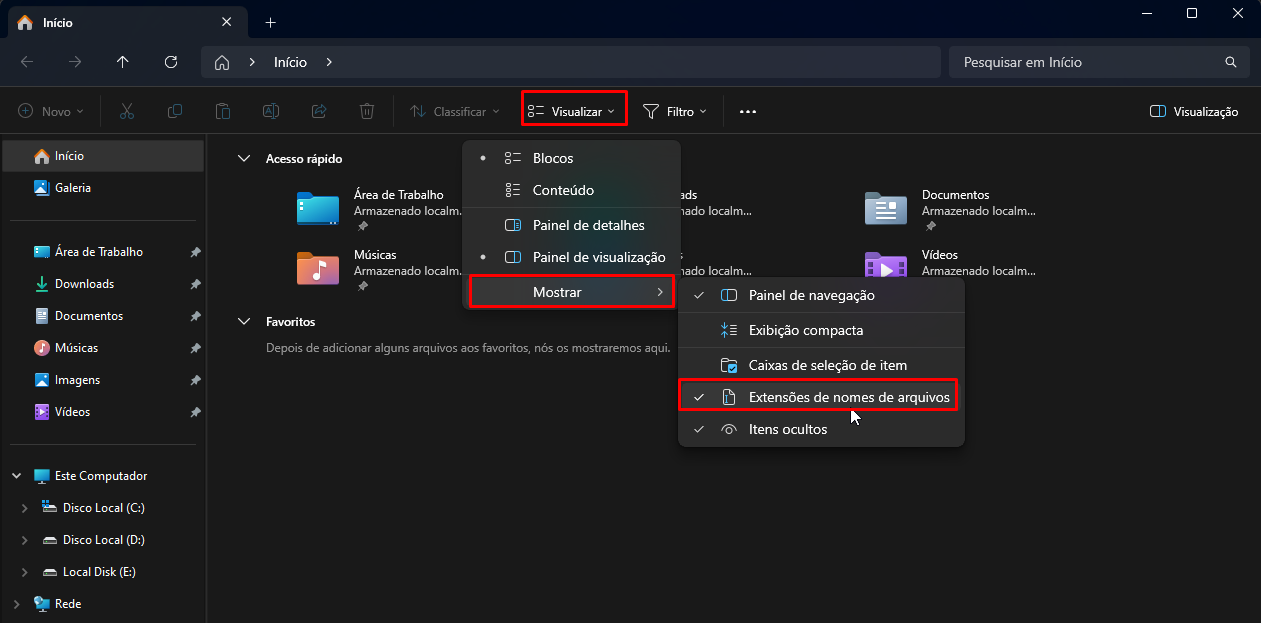 Início
Início
Pesquisar em Início
Novo
Classificar
Visualizar
Filtro
Visualização
Início
Galeria
Área de Trabalho
Downloads
Documentos
Músicas
Imagens
Vídeos
Este Computador
Disco Local (C:)
Disco Local (D:)
Local Disk (E:)
Rede
Acesso rápido
Área de Trabalho
Armazenado localm...
ads
nado localm...
Documentos
Armazenado localm...
Músicas
Armazenado localm...
s
nado localm...
Vídeos
Armazenado localm...
Favoritos
Depois de adicionar alguns arquivos aos favoritos, nós os mostraremos aqui.
Blocos
Conteúdo
Painel de detalhes
Painel de visualização
Mostrar
Painel de navegação
Exibição compacta
Caixas de seleção de item
Extensões de nomes de arquivos
Itens ocultos